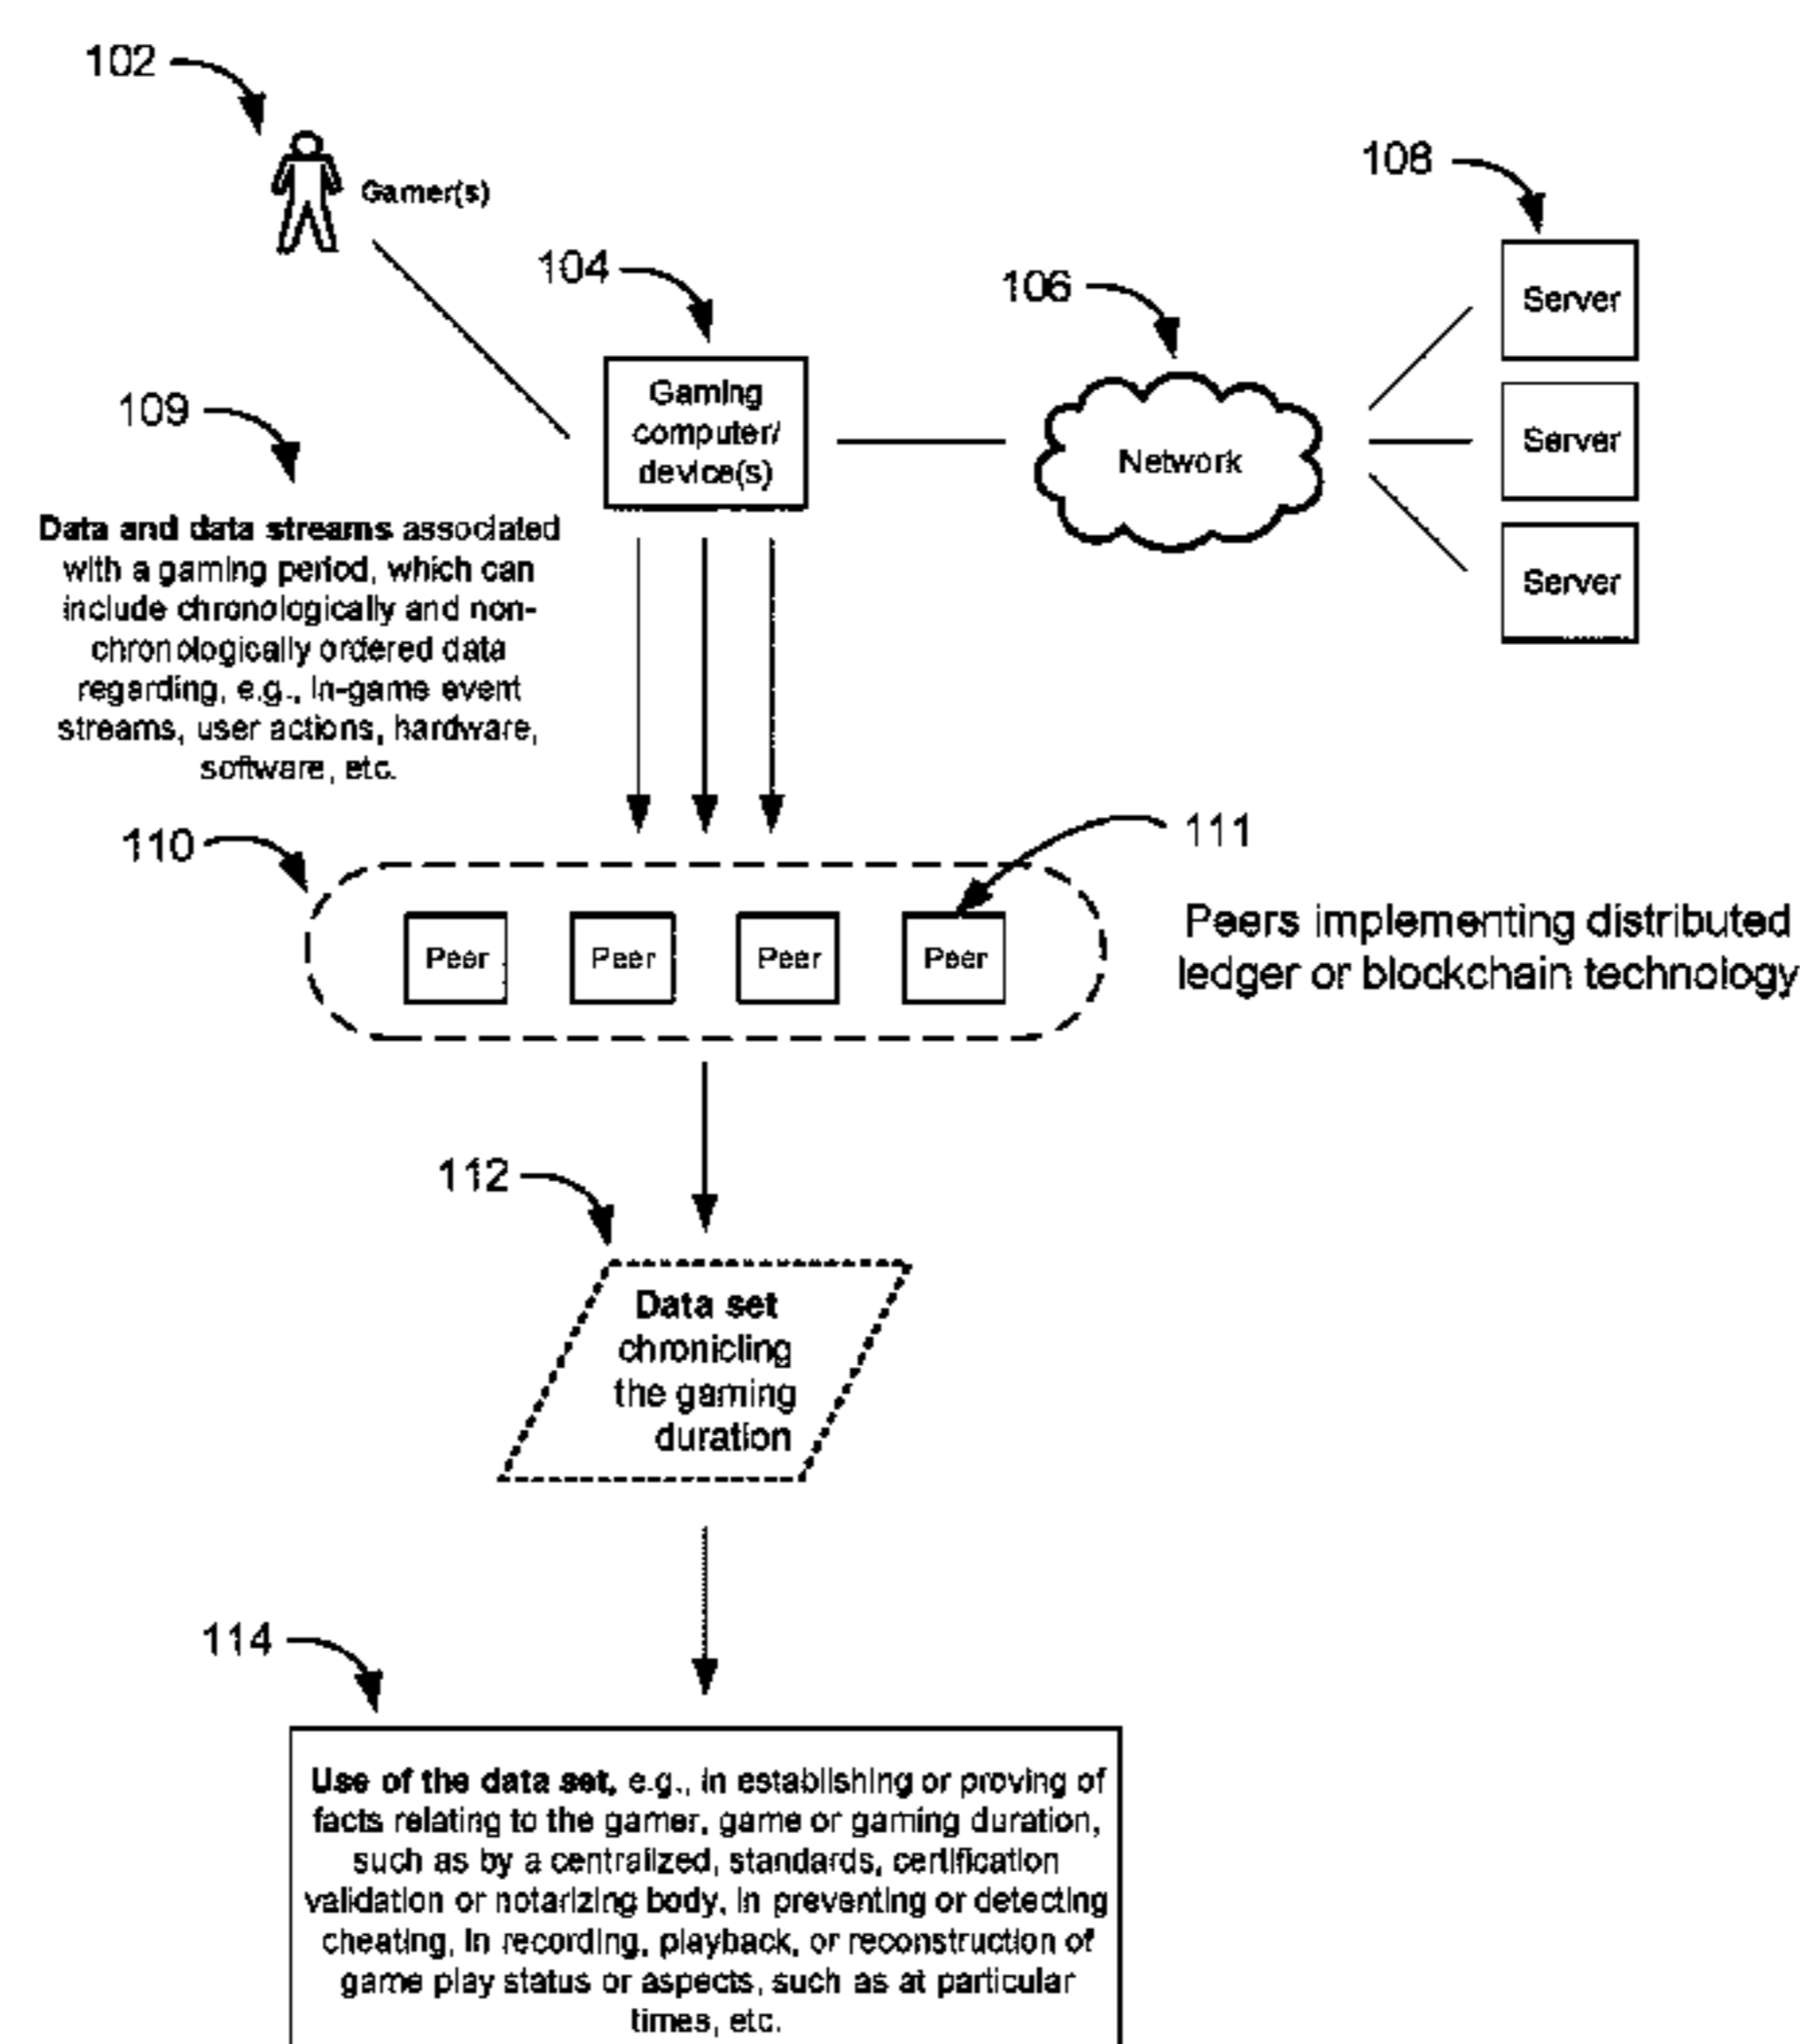 102
Gamer(s)
108
104
106
Server
Gaming
computer/
device(s)
Network
Server
Server
109
Data and data streams associated
with a gaming period, which can
include chronologically and non-
chronologically ordered data
regarding, e.g., in-game event
streams, user actions, hardware,
software, etc.
110
111
Peer Peer Peer Peer
Peers implementing distributed
ledger or blockchain technology
112
Data set
chronicling
the gaming
duration
114
Use of the data set, e.g., in establishing or proving of
facts relating to the gamer, game or gaming duration,
such as by a centralized, standards, certification
validation or notarizing body, in preventing or detecting
cheating, in recording, playback, or reconstruction of
game play status or aspects, such as at particular
times, etc.